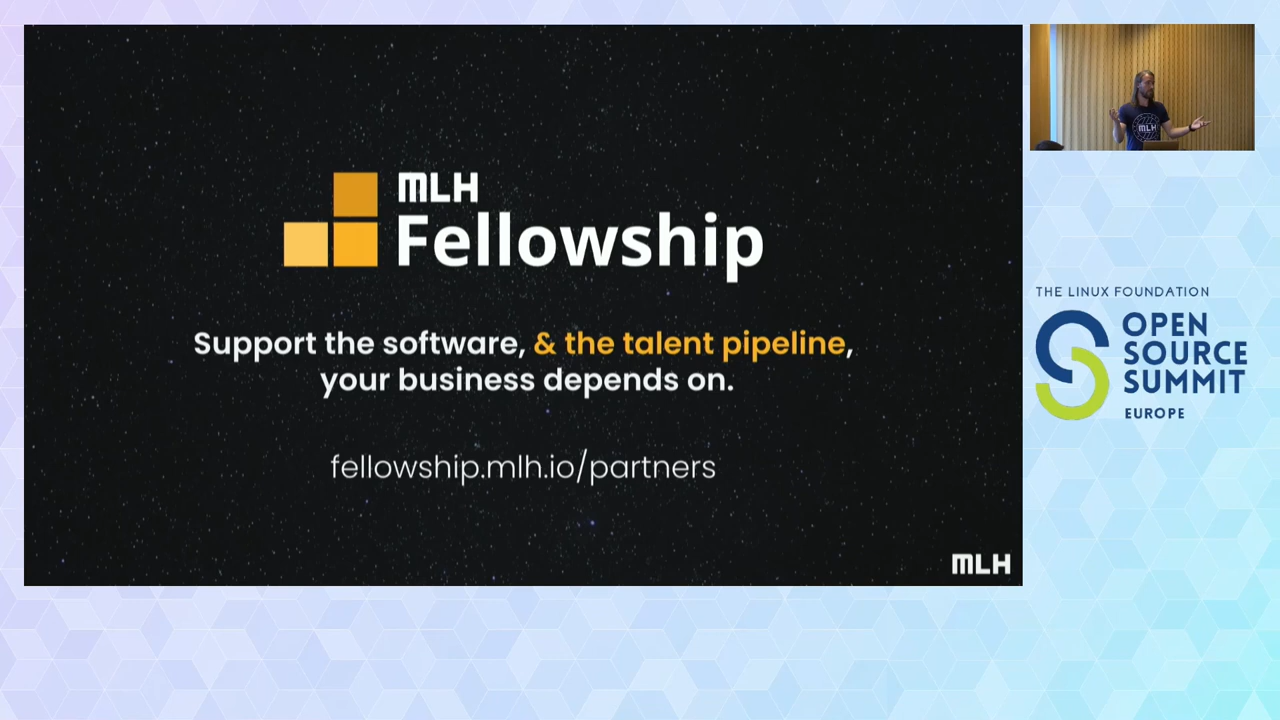 MLH
Fellowship
Support the software, & the talent pipeline,
your business depends on.
fellowship.mlh.io/partners
MLH
MLH
THE LINUX FOUNDATION
OPEN
SOURCE
SUMMIT
EUROPE